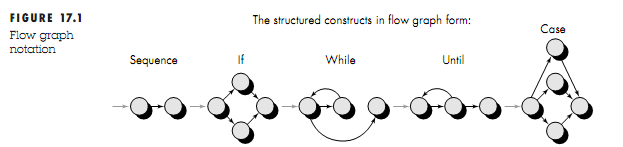 FIGURE 17.1
Flow graph
notation
The structured constructs in flow graph form:
Sequence
If
While
Until
Case